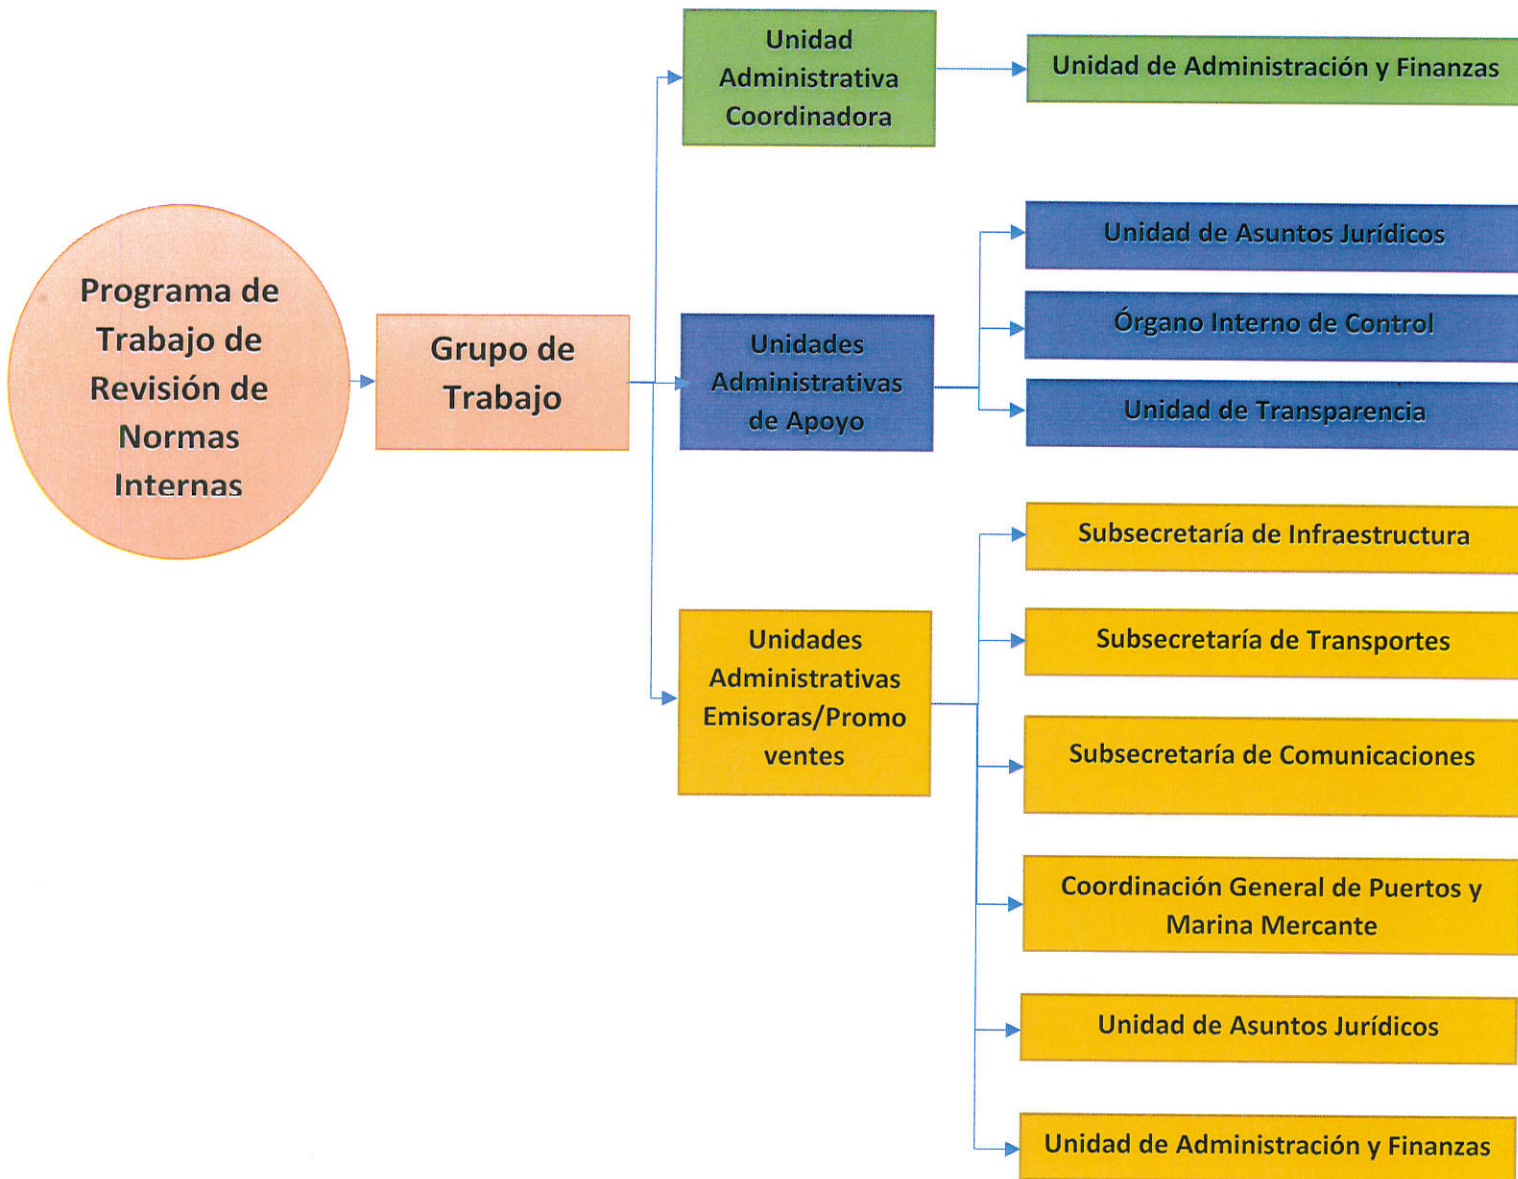 Programa de
Trabajo de
Revisión de
Normas
Internas
Grupo de
Trabajo
Unidad
Administrativa
Coordinadora
Unidad de Administración y Finanzas
Unidades
Administrativas
de Apoyo
Unidad de Asuntos Jurídicos
Órgano Interno de Control
Unidad de Transparencia
Unidades
Administrativas
Emisoras/Promo
ventes
Subsecretaría de Infraestructura
Subsecretaría de Transportes
Subsecretaría de Comunicaciones
Coordinación General de Puertos y
Marina Mercante
Unidad de Asuntos Jurídicos
Unidad de Administración y Finanzas